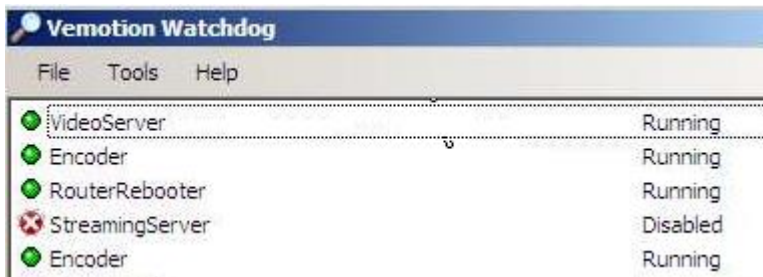 Vemotion Watchdog
File Tools Help
VideoServer Running
Encoder Running
RouterRebooter Running
StreamingServer Disabled
Encoder Running